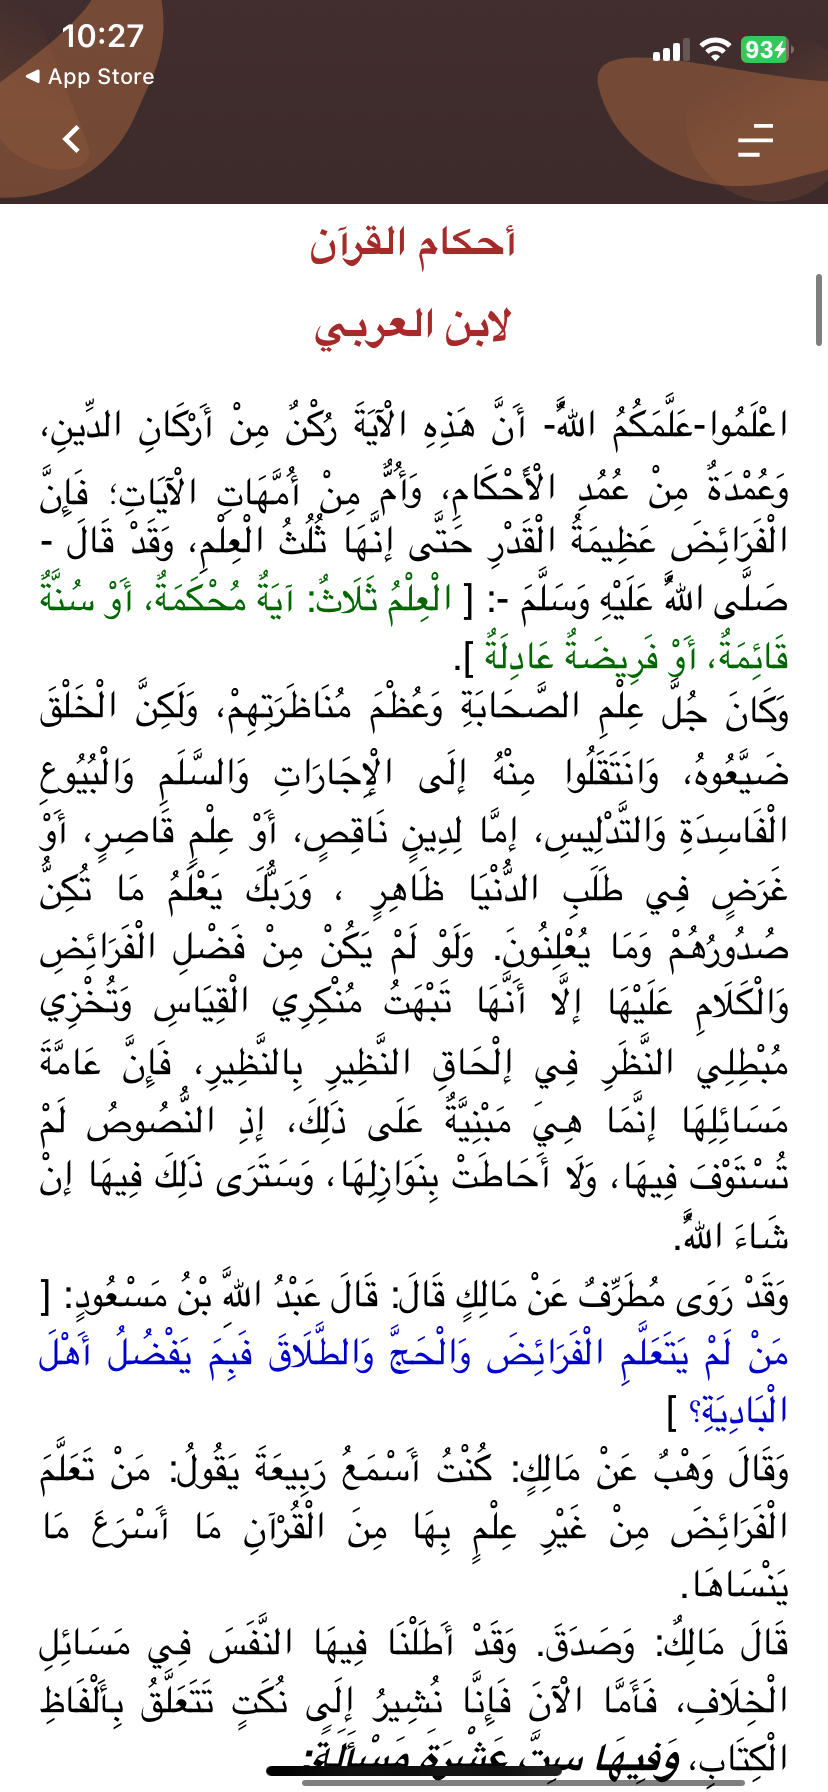 10:27
93
◀ App Store
أحكام القرآن
لابن العربي
اعْلَمُوا-عَلَّمَكُمُ اللهُ- أَنَّ هَذِهِ الْآيَةَ رُكْنٌ مِنْ أَرْكَانِ الدِّينِ،
وَعُمْدَةٌ مِنْ عُمُدِ الْأَحْكَامِ، وَأُمٌّ مِنْ أُمَّهَاتِ الْآيَاتِ؛ فَإِنَّ
الْفَرَائِضَ عَظِيمَةُ الْقَدْرِ حَتَّى إنَّهَا ثُلُثُ الْعِلْمِ، وَقَدْ قَالَ -
صَلَّى اللهُ عَلَيْهِ وَسَلَّمَ -: [ الْعِلْمُ ثَلَاثٌ: آيَةٌ مُحْكَمَةٌ، أَوْ سُنَّةٌ
قَائِمَةٌ، أَوْ فَرِيضَةٌ عَادِلَةٌ ].
وَكَانَ جُلُّ عِلْمِ الصَّحَابَةِ وَعُظْمَ مُنَاظَرَتِهِمْ، وَلَكِنَّ الْخَلْقَ
ضَيَّعُوهُ، وَانَتَقَلُوا مِنْهُ إلَى الْإِجَارَاتِ وَالسَّلَمِ وَالْبُيُوعِ
الْفَاسِدَةِ وَالتَّدْلِيسِ، إمَّا لِدِينٍ نَاقِصٍ، أَوْ عِلْمٍ قَاصِرٍ، أَوْ
غَرَضٍ فِي طَلَبِ الدُّنْيَا ظَاهِرٍ ، وَرَبُّكَ يَعْلَمُ مَا تُكِنُّ
صُدُورُهُمْ وَمَا يُعْلِنُونَ. وَلَوْ لَمْ يَكُنْ مِنْ فَضْلِ الْفَرَائِضِ
وَالْكَلَامِ عَلَيْهَا إلَّا أَنَّهَا تَبْهَتُ مُنْكِرِي الْقِيَاسِ وَتُخْزِي
مُبْطِلِي النَّظَرِ فِي إلْحَاقِ النَّظِيرِ بِالنَّظِيرِ، فَإِنَّ عَامَّةَ
مَسَائِلِهَا إنَّمَا هِيَ مَبْنِيَّةٌ عَلَى ذَلِكَ، إذِ النُّصُوصُ لَمْ
تُسْتَوْفَ فِيهَا، وَلَا أَحَاطَتْ بِنَوَازِلِهَا، وَسَتَرَى ذَلِكَ فِيهَا إنْ
شَاءَ اللهُ.
وَقَدْ رَوَى مُطَرِّفٌ عَنْ مَالِكٍ قَالَ: قَالَ عَبْدُ اللهِ بْنُ مَسْعُودٍ: [
مَنْ لَمْ يَتَعَلَّمِ الْفَرَائِضَ وَالْحَجَّ وَالطَّلَاقَ فَبِمَ يَفْضُلُ أَهْلَ
الْبَادِيَةِ؟ ]
وَقَالَ وَهْبٌ عَنْ مَالِكٍ: كُنْتُ أَسْمَعُ رَبِيعَةَ يَقُولُ: مَنْ تَعَلَّمَ
الْفَرَائِضَ مِنْ غَيْرِ عِلْمٍ بِهَا مِنَ الْقُرْآنِ مَا أَسْرَعَ مَا
يَنْسَاهَا.
قَالَ مَالِكٌ: وَصَدَقَ. وَقَدْ أَطَلْنَا فِيهَا النَّفَسَ فِي مَسَائِلِ
الْخِلَافِ، فَأَمَّا الْآنَ فَإِنَّا نُشِيرُ إلَى نُكَتٍ تَتَعَلَّقُ بِأَلْفَاظِ
الْكِتَابِ، وَفِيهَا سِتَّ عَشْرَةَ مَسْأَلَةً: